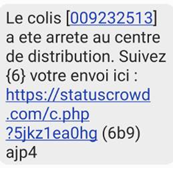 Le colis [009232513]
a ete arrete au centre
de distribution. Suivez
{6} votre envoi ici :
https://statuscrowd
.com/c.php
?5jkz1ea0hg (6b9)
ajp4